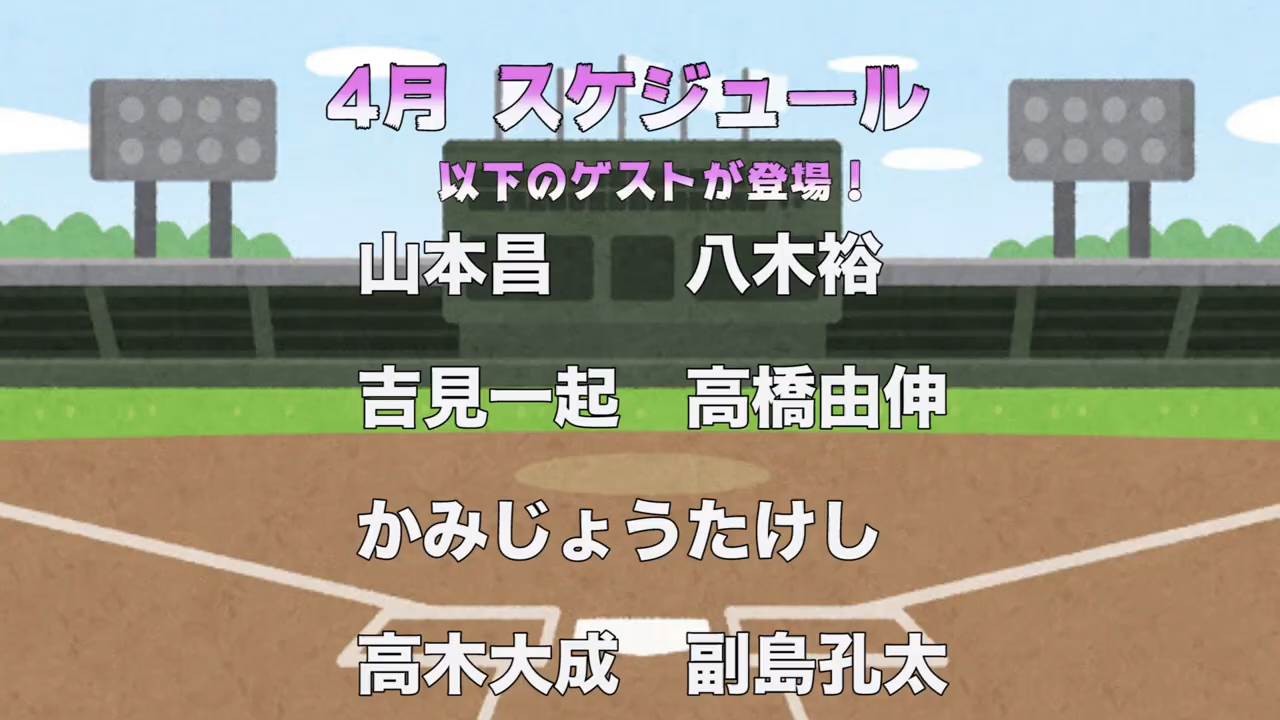 4月 スケジュール
以下のゲストが登場！
山本昌　八木裕
吉見一起　高橋由伸
かみじょうたけし
高木大成　副島孔太